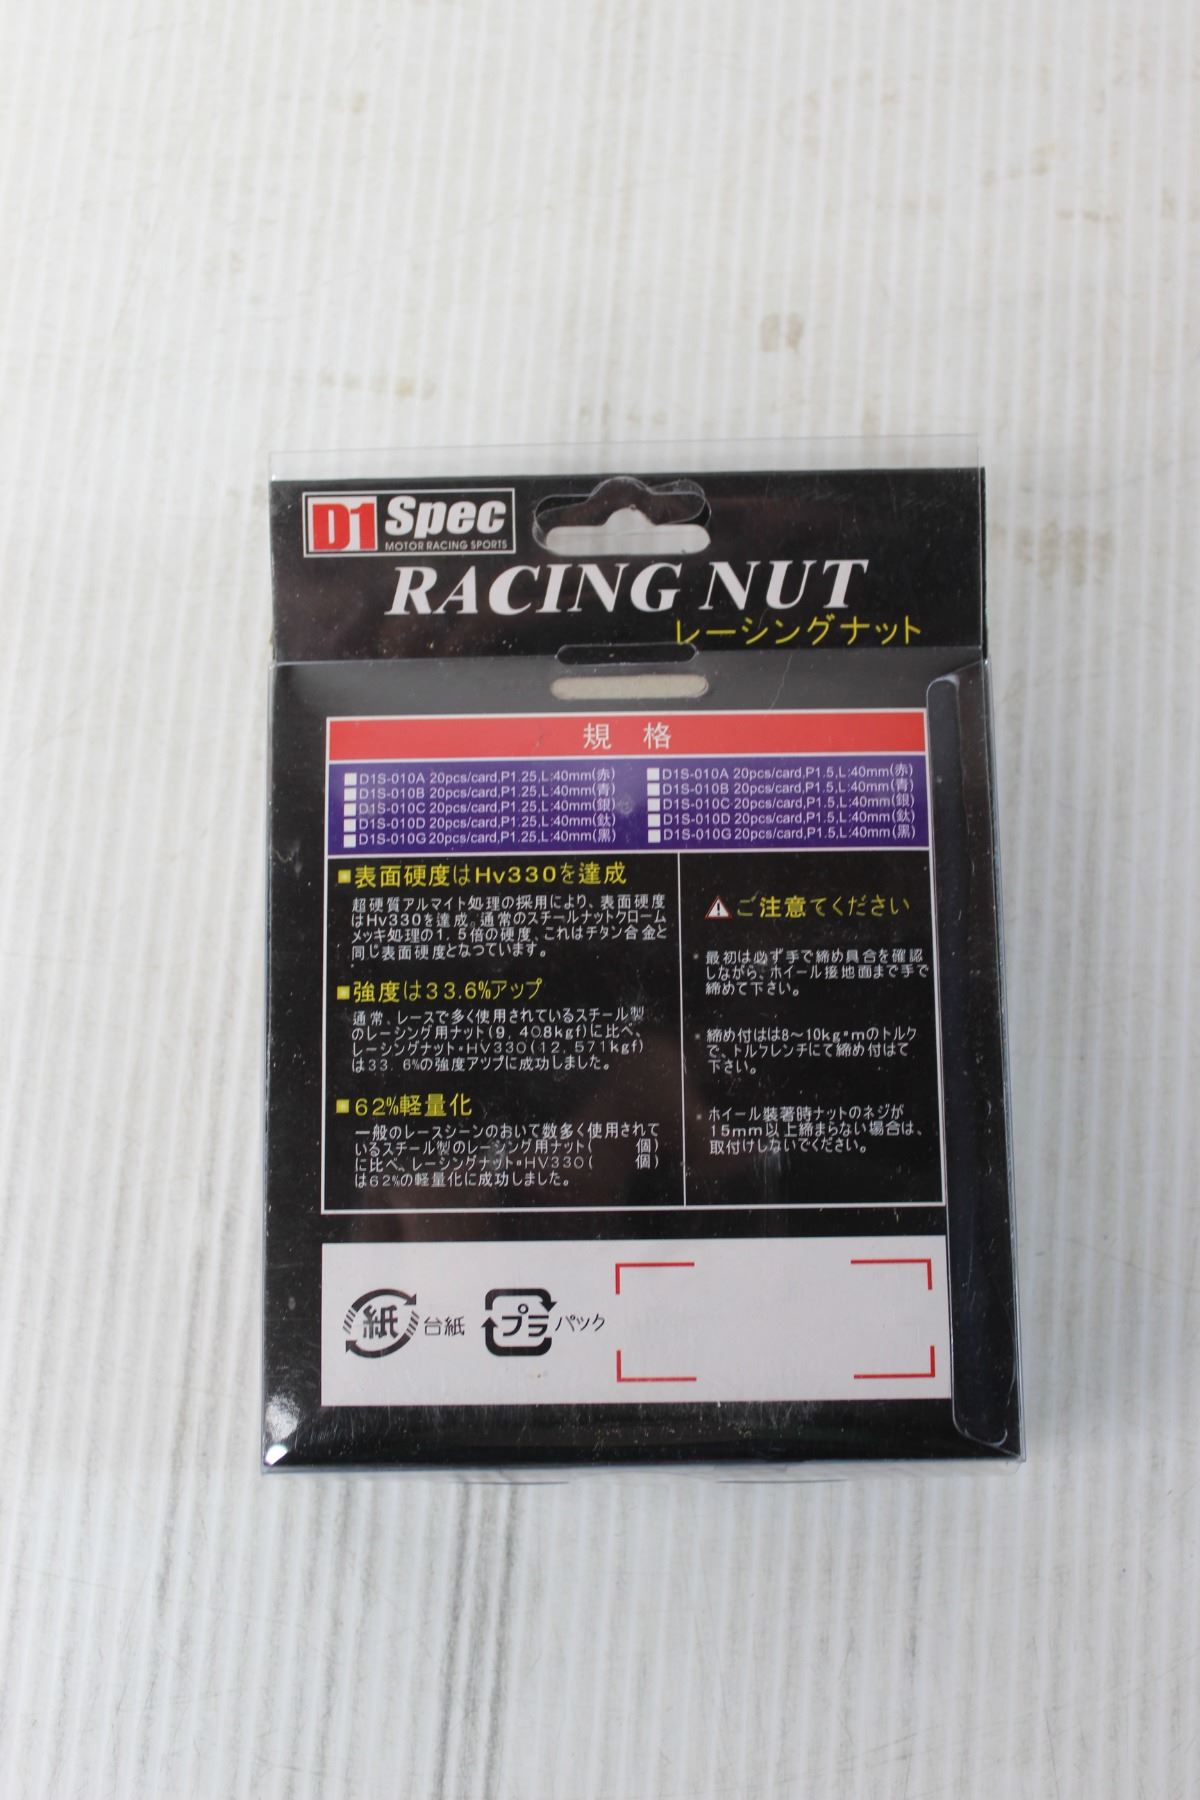 D1 Spec
MOTOR RACING SPORTS
RACING NUT
レーシングナット
規 格
D1S-010A 20pcs/card,P1.25,L:40mm(赤)
D1S-010B 20pcs/card,P1.25,L:40mm(青)
D1S-010C 20pcs/card,P1.25,L:40mm(銀)
D1S-010D 20pcs/card,P1.25,L:40mm(鈦)
D1S-010G 20pcs/card,P1.25,L:40mm(黑)
D1S-010A 20pcs/card,P1.5,L:40mm(赤)
D1S-010B 20pcs/card,P1.5,L:40mm(青)
D1S-010C 20pcs/card,P1.5,L:40mm(銀)
D1S-010D 20pcs/card,P1.5,L:40mm(鈦)
D1S-010G 20pcs/card,P1.5,L:40mm(黑)
表面硬度はHv330を達成
超硬質アルマイト処理の採用により、表面硬度
はHv330を達成。通常のスチールナットクローム
メッキ処理の1.5倍の硬度、これはチタン合金と
同じ表面硬度となっています。
強度は33.6%アップ
通常、レースで多く使用されているスチール製
のレーシング用ナット(9,408kgf)に比べ、
レーシングナット・HV330(12,571kgf)
は33.6%の強度アップに成功しました。
62%軽量化
一般のレースシーンのおいて数多く使用されて
いるスチール製のレーシング用ナット( 個)
に比べ、レーシングナット・HV330( 個)
は62%の軽量化に成功しました。
ご注意てください
・最初は必ず手で締め具合を確認
しながら、ホイール接地面まで手で
締めて下さい。
・締め付はは8～10kg・mのトルク
で、トルフレンチにて締め付はて
下さい。
・ホイール装著時ナットのネジが
15mm以上締まらない場合は、
取付けしないでください。
紙 台紙
プラ パック